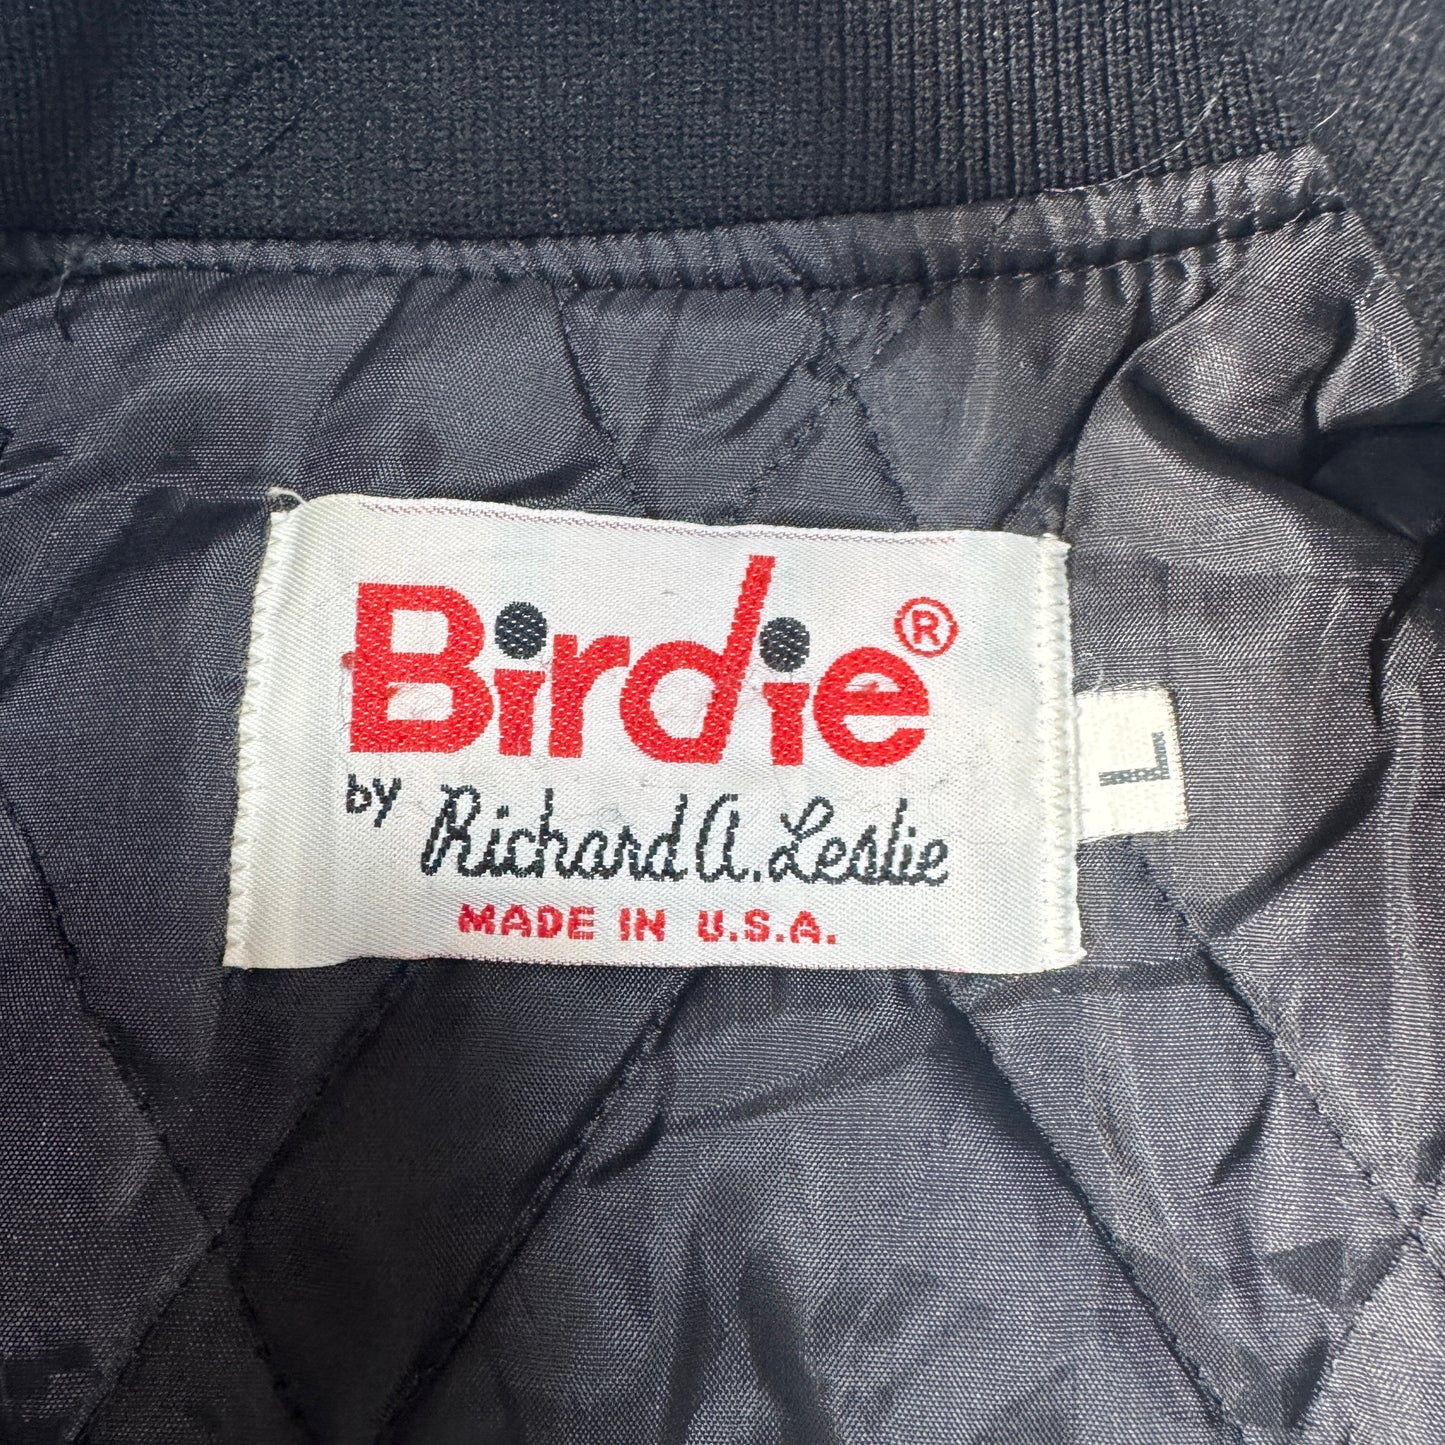 Birdie®
by Richard A. Leslie
MADE IN U.S.A.
L